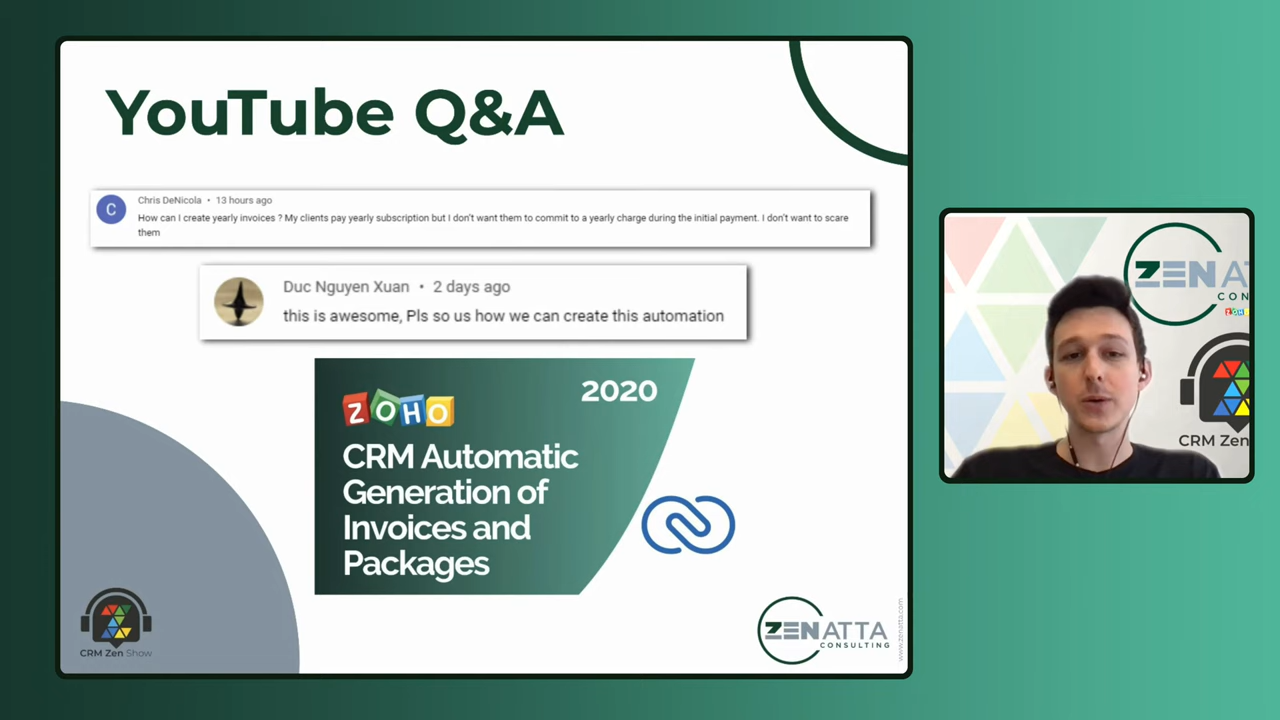 YouTube Q&A
C
Chris DeNicola • 13 hours ago
How can I create yearly invoices ? My clients pay yearly subscription but I don't want them to commit to a yearly charge during the initial payment. I don't want to scare
them
Duc Nguyen Xuan • 2 days ago
this is awesome, Pls so us how we can create this automation
2020
ZOHO
CRM Automatic
Generation of
Invoices and
Packages
CRM Zen Show
ZENATTA
CONSULTING
www.zenatta.com
ZENAT
CON
ZOHO
CRM Zen